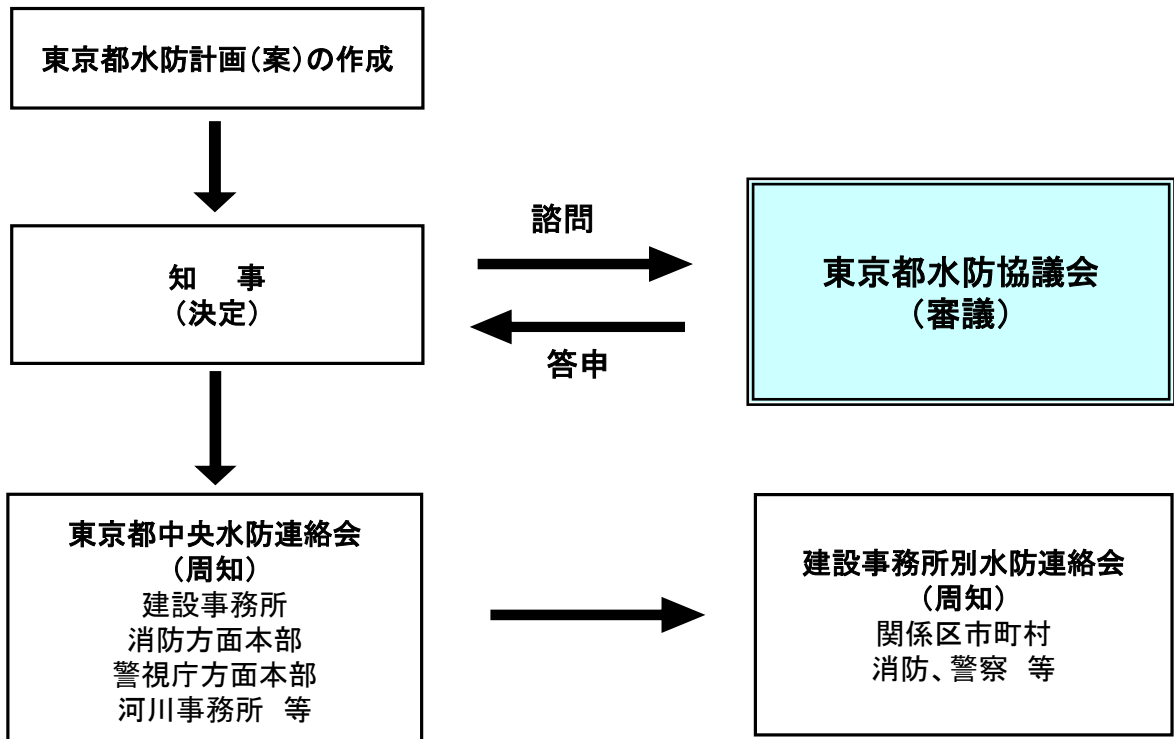 東京都水防計画（案）の作成
知　事
（決定）
諮問
答申
東京都水防協議会
（審議）
東京都中央水防連絡会
（周知）
建設事務所
消防方面本部
警視庁方面本部
河川事務所　等
建設事務所別水防連絡会
（周知）
関係区市町村
消防、警察　等